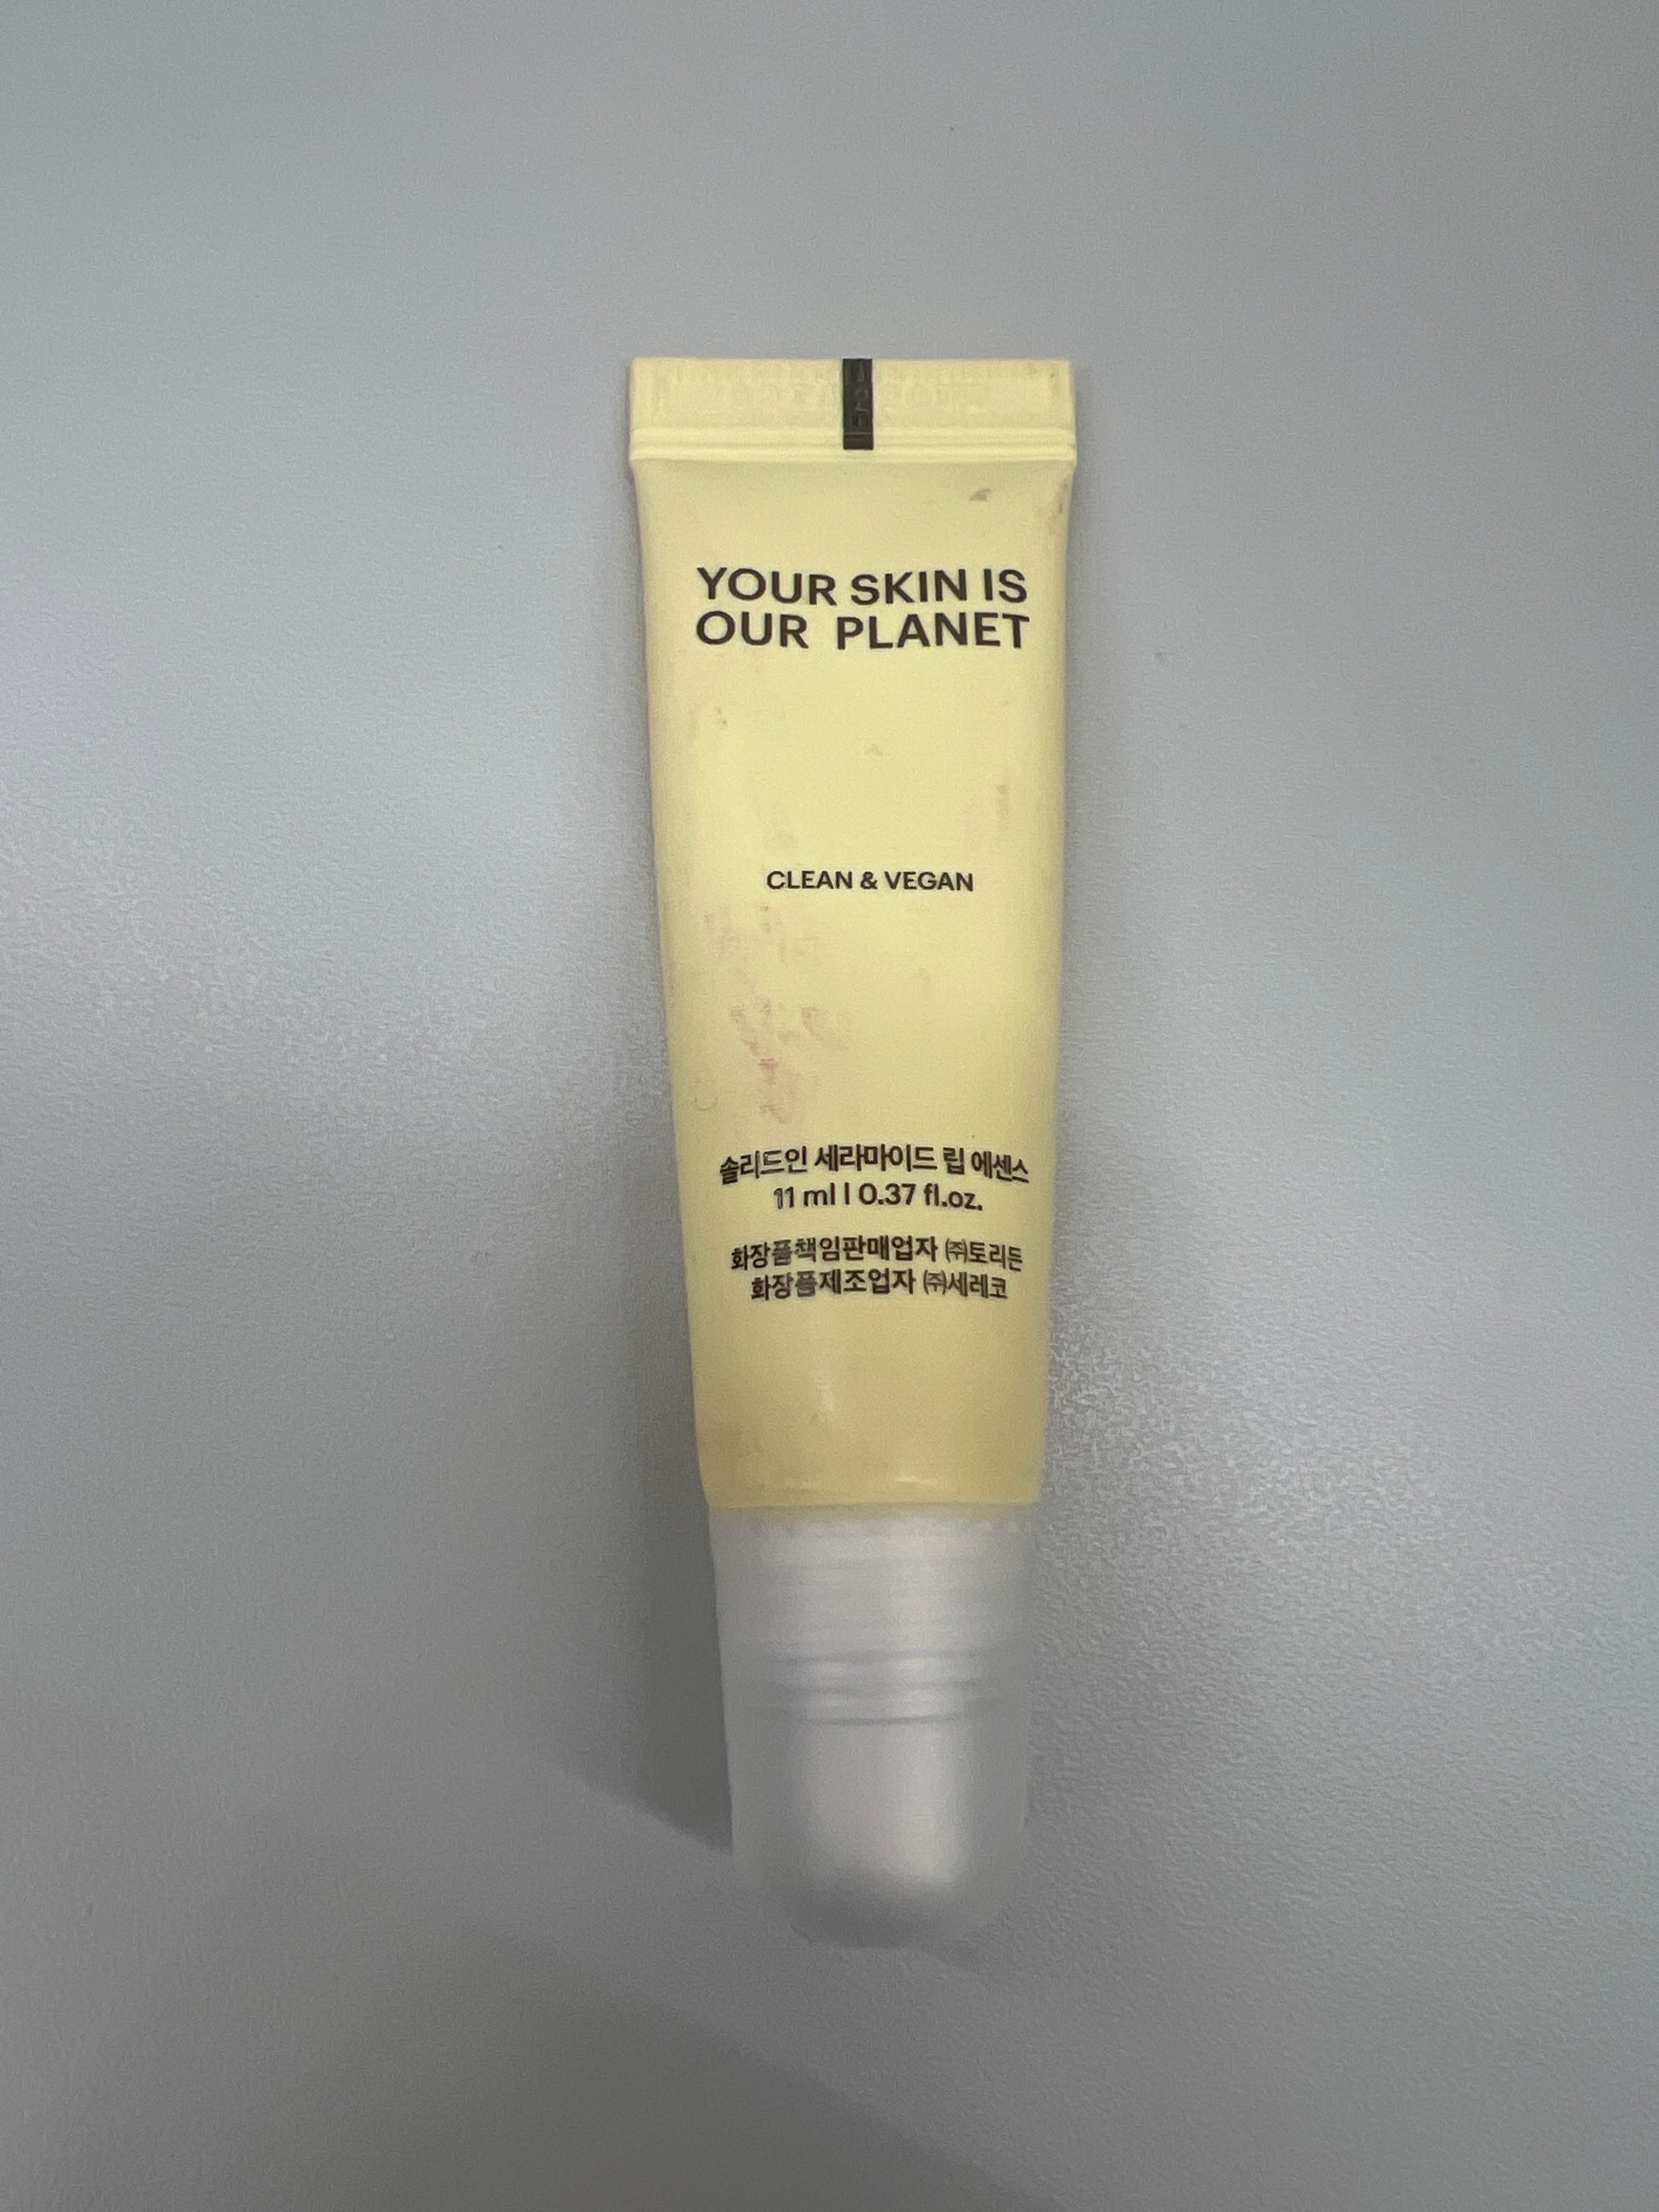 YOUR SKIN IS
OUR PLANET
CLEAN & VEGAN
솔리드인 세라마이드 립 에센스
11 ml | 0.37 fl.oz.
화장품책임판매업자 ㈜토리든
화장품제조업자 ㈜세레코